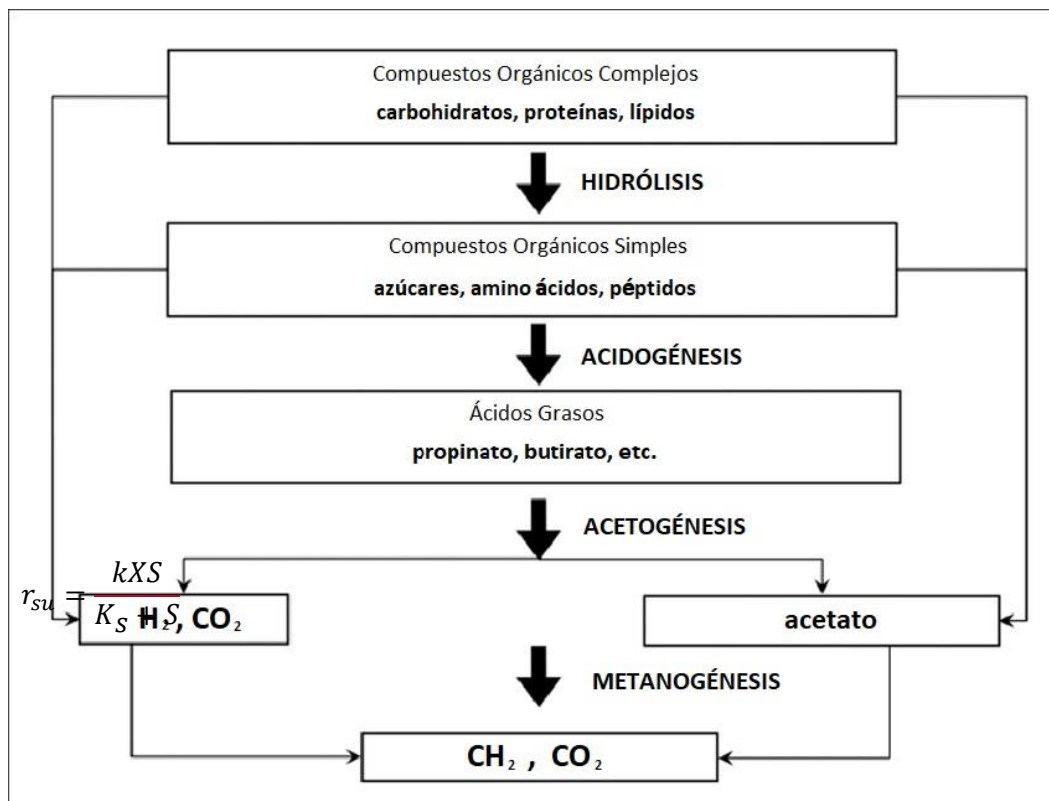 Compuestos Orgánicos Complejos
carbohidratos, proteínas, lípidos
HIDRÓLISIS
Compuestos Orgánicos Simples
azúcares, amino ácidos, péptidos
ACIDOGÉNESIS
Ácidos Grasos
propinato, butirato, etc.
ACETOGÉNESIS
r_su = kXS / (K_S + S)
H₂, CO₂
acetato
METANOGÉNESIS
CH₂ , CO₂